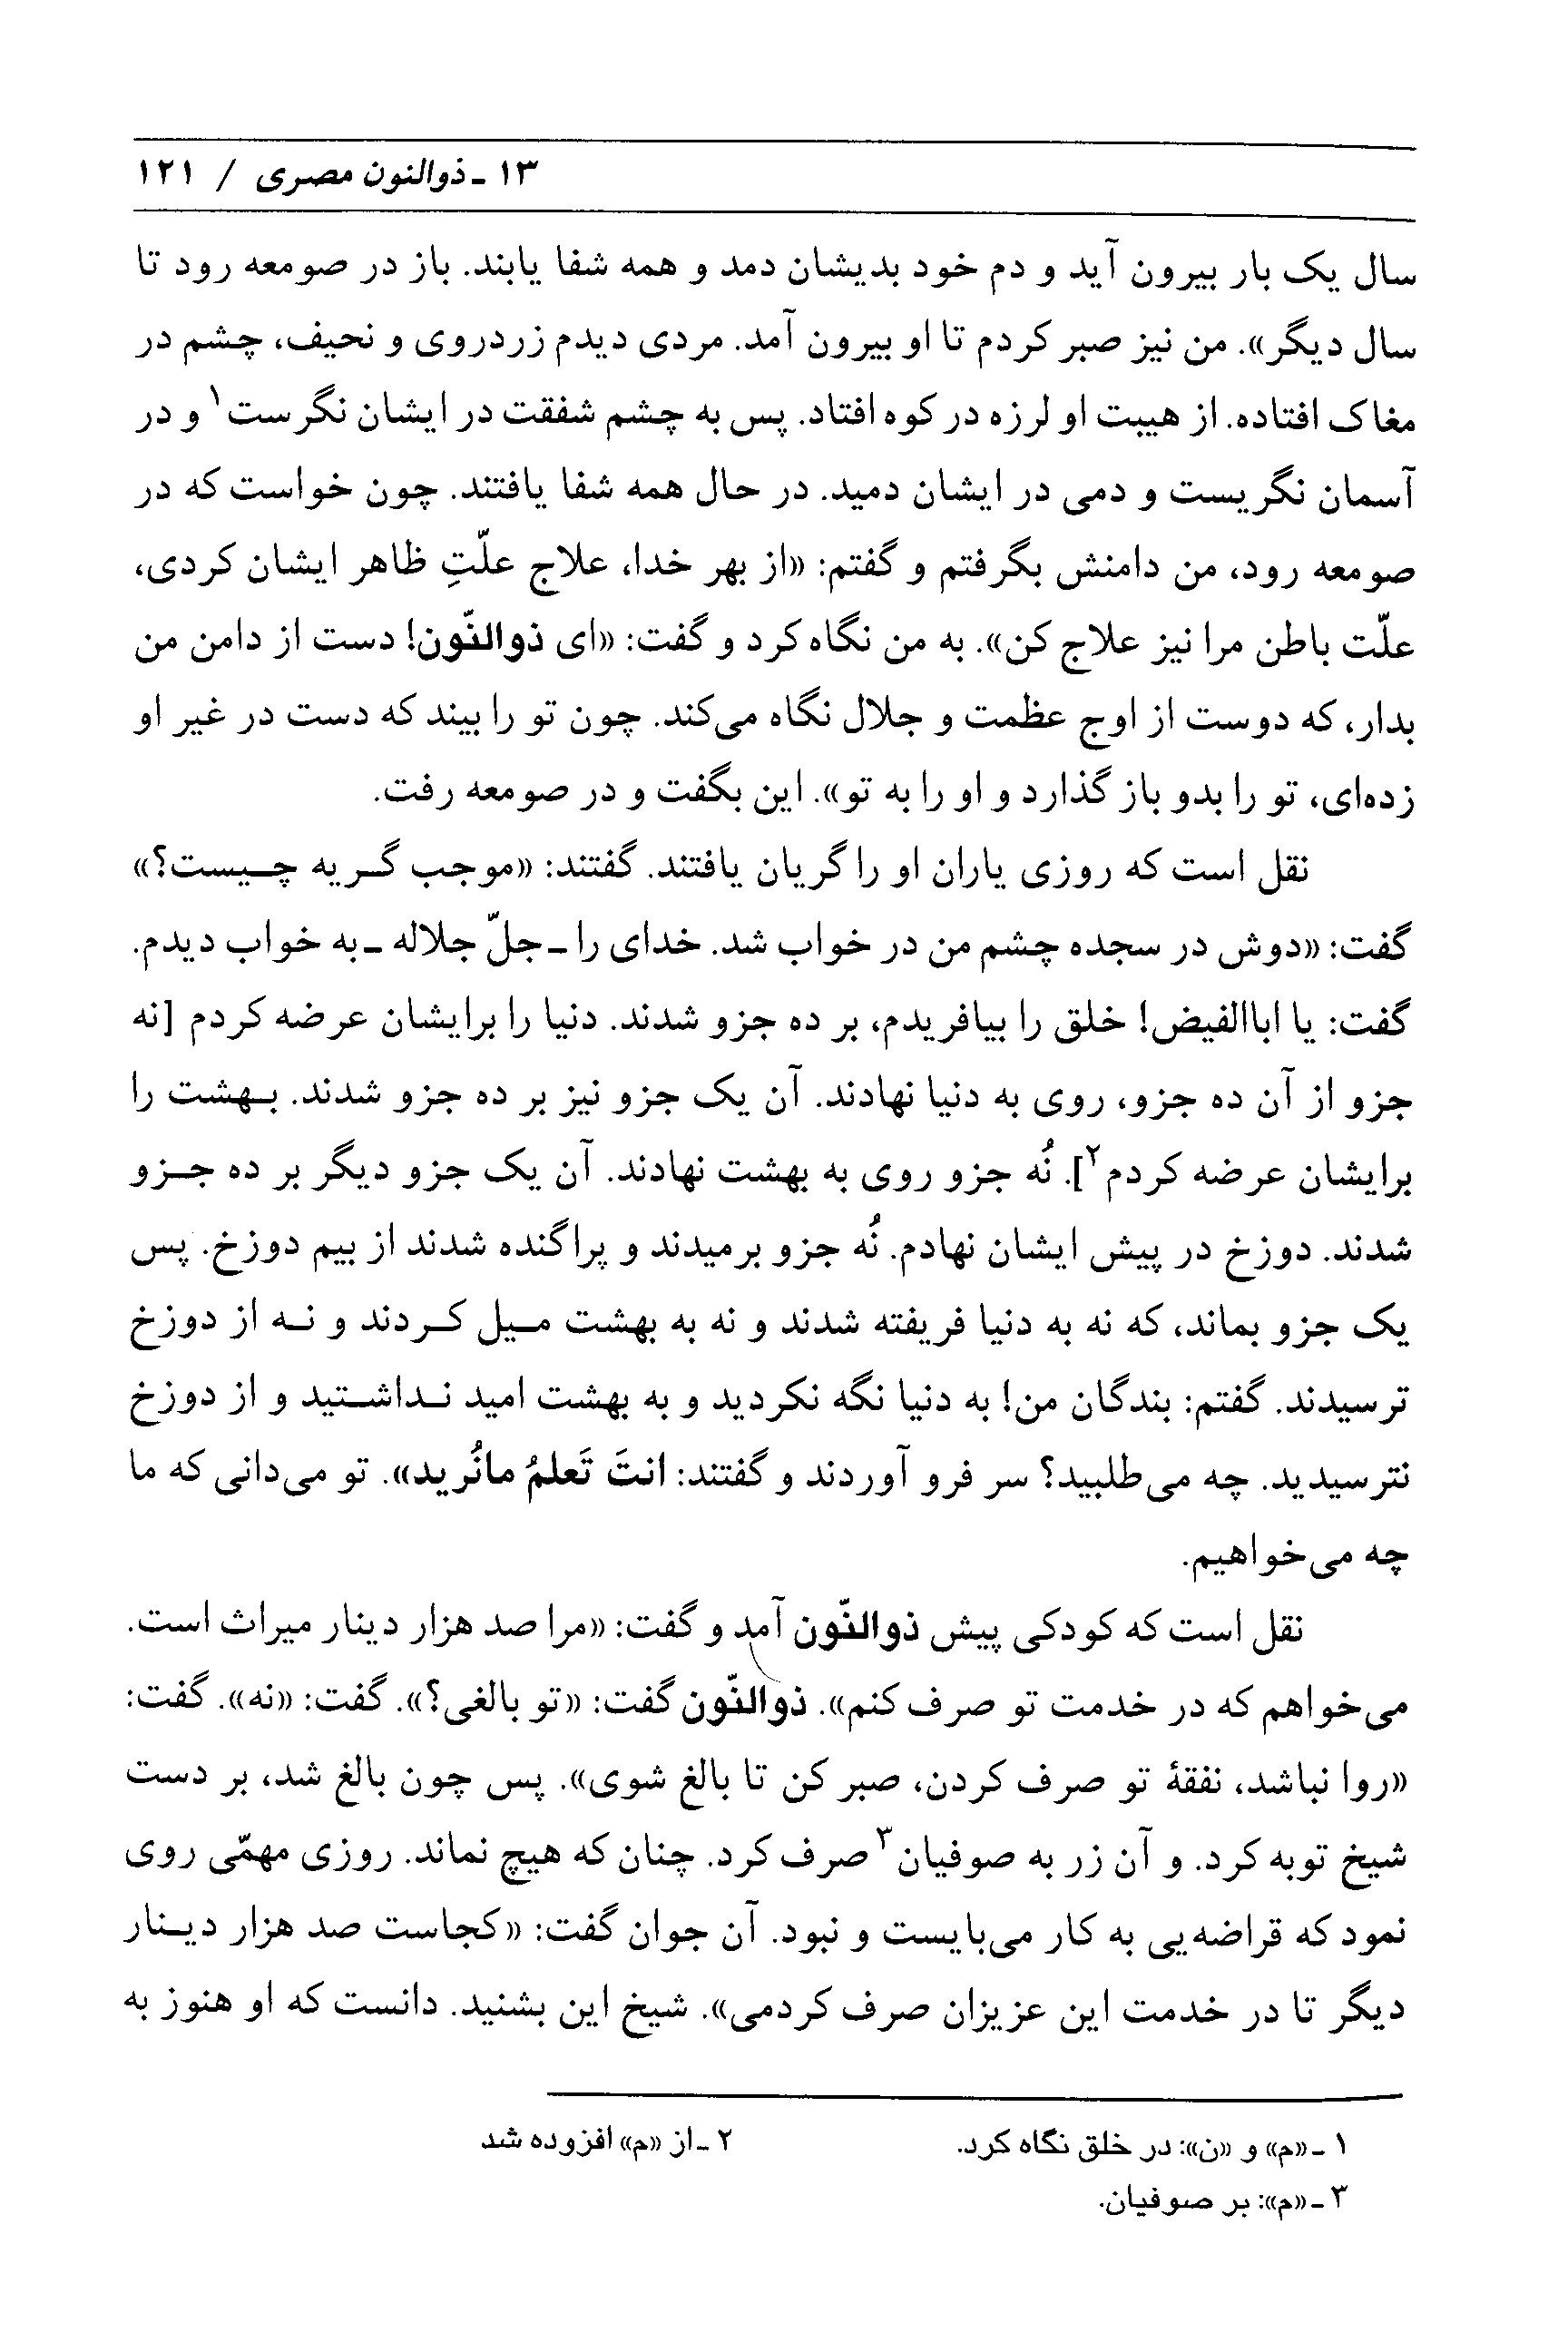 ۱۳ ـ ذوالنون مصری / ۱۲۱
سال یک بار بیرون آید و دم خود بدیشان دمد و همه شفا یابند. باز در صومعه رود تا
سال دیگر». من نیز صبر کردم تا او بیرون آمد. مردی دیدم زردروی و نحیف، چشم در
مغاک افتاده. از هیبت او لرزه در کوه افتاد. پس به چشم شفقت در ایشان نگرست۱ و در
آسمان نگریست و دمی در ایشان دمید. در حال همه شفا یافتند. چون خواست که در
صومعه رود، من دامنش بگرفتم و گفتم: «از بهر خدا، علاج علّتِ ظاهر ایشان کردی،
علّت باطن مرا نیز علاج کن». به من نگاه کرد و گفت: «ای ذوالنّون! دست از دامن من
بدار، که دوست از اوج عظمت و جلال نگاه می‌کند. چون تو را بیند که دست در غیر او
زده‌ای، تو را بدو باز گذارد و او را به تو». این بگفت و در صومعه رفت.
نقل است که روزی یاران او را گریان یافتند. گفتند: «موجب گریه چیست؟»
گفت: «دوش در سجده چشم من در خواب شد. خدای را ـ جلّ جلاله ـ به خواب دیدم.
گفت: یا اباالفیض! خلق را بیافریدم، بر ده جزو شدند. دنیا را برایشان عرضه کردم [نه
جزو از آن ده جزو، روی به دنیا نهادند. آن یک جزو نیز بر ده جزو شدند. بهشت را
برایشان عرضه کردم۲]. نُه جزو روی به بهشت نهادند. آن یک جزو دیگر بر ده جزو
شدند. دوزخ در پیش ایشان نهادم. نُه جزو برمیدند و پراگنده شدند از بیم دوزخ. پس
یک جزو بماند، که نه به دنیا فریفته شدند و نه به بهشت میل کردند و نه از دوزخ
ترسیدند. گفتم: بندگان من! به دنیا نگه نکردید و به بهشت امید نداشتید و از دوزخ
نترسیدید. چه می‌طلبید؟ سر فرو آوردند و گفتند: انتَ تَعلمُ مانُرید». تو می‌دانی که ما
چه می‌خواهیم.
نقل است که کودکی پیش ذوالنّون آمد و گفت: «مرا صد هزار دینار میراث است.
می‌خواهم که در خدمت تو صرف کنم». ذوالنّون گفت: «تو بالغی؟». گفت: «نه». گفت:
«روا نباشد، نفقهٔ تو صرف کردن، صبر کن تا بالغ شوی». پس چون بالغ شد، بر دست
شیخ توبه کرد. و آن زر به صوفیان۳ صرف کرد. چنان که هیچ نماند. روزی مهمّی روی
نمود که قراضه‌یی به کار می‌بایست و نبود. آن جوان گفت: «کجاست صد هزار دینار
دیگر تا در خدمت این عزیزان صرف کردمی». شیخ این بشنید. دانست که او هنوز به
۱ ـ «م» و «ن»: در خلق نگاه کرد. ۲ ـ از «م» افزوده شد
۳ ـ «م»: بر صوفیان.